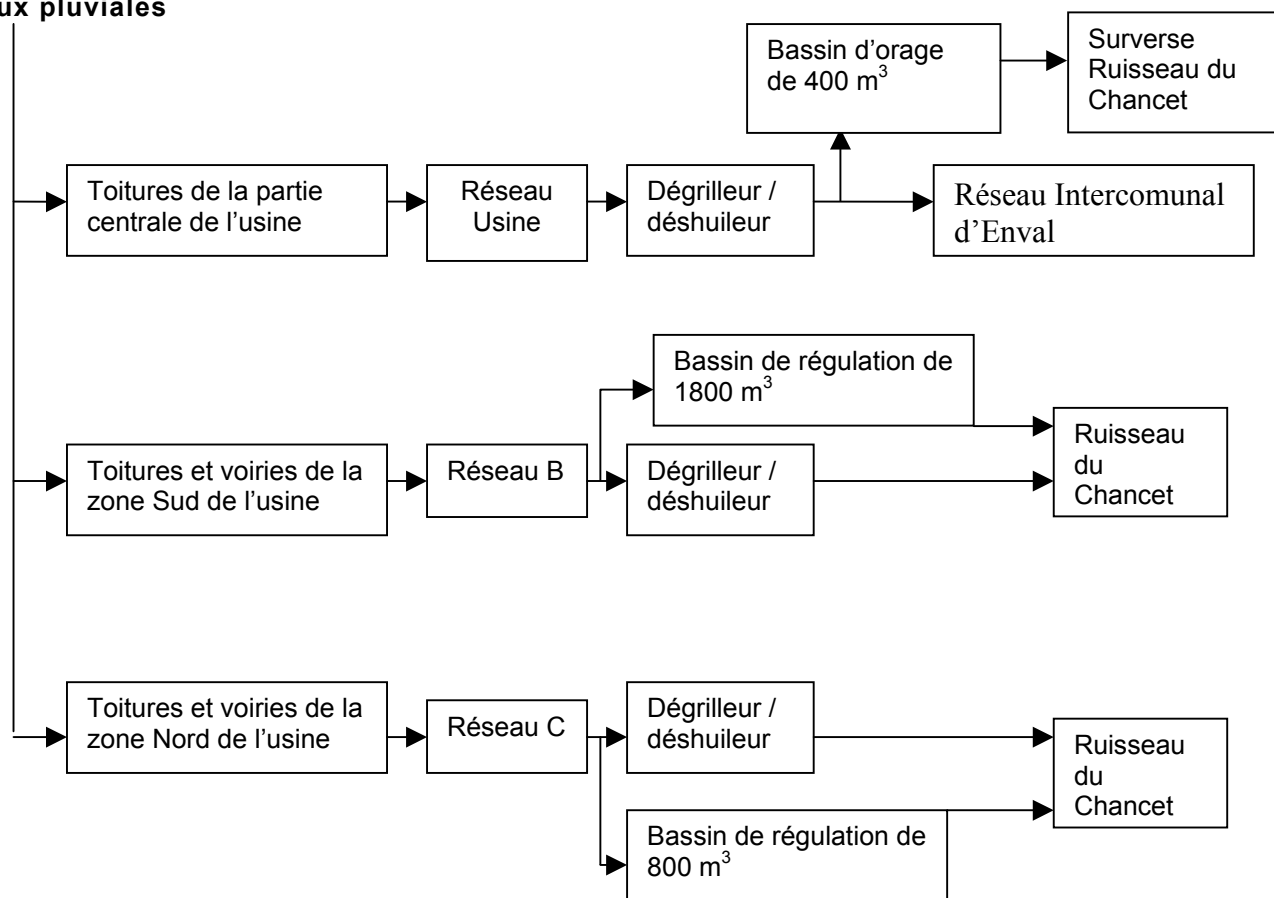 ux pluviales
Bassin d'orage
de 400 m³
Surverse
Ruisseau du
Chancet
Toitures de la partie
centrale de l'usine
Réseau
Usine
Dégrilleur /
déshuileur
Réseau Intercomunal
d'Enval
Bassin de régulation de
1800 m³
Toitures et voiries de la
zone Sud de l'usine
Réseau B
Dégrilleur /
déshuileur
Ruisseau
du
Chancet
Toitures et voiries de la
zone Nord de l'usine
Réseau C
Dégrilleur /
déshuileur
Ruisseau
du
Chancet
Bassin de régulation de
800 m³